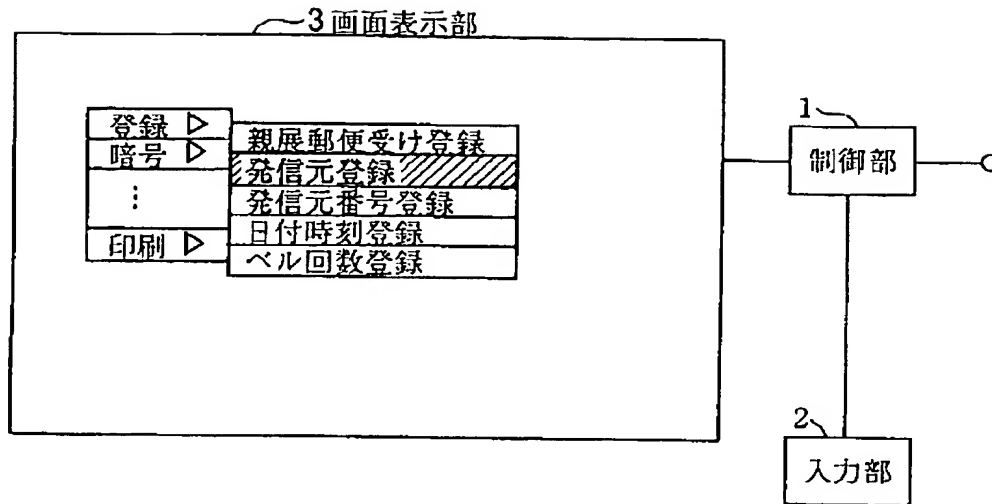 3 画面表示部
登録 ▷
暗号 ▷
⋮
印刷 ▷
親展郵便受け登録
発信元登録
発信元番号登録
日付時刻登録
ベル回数登録
1
制御部
2
入力部